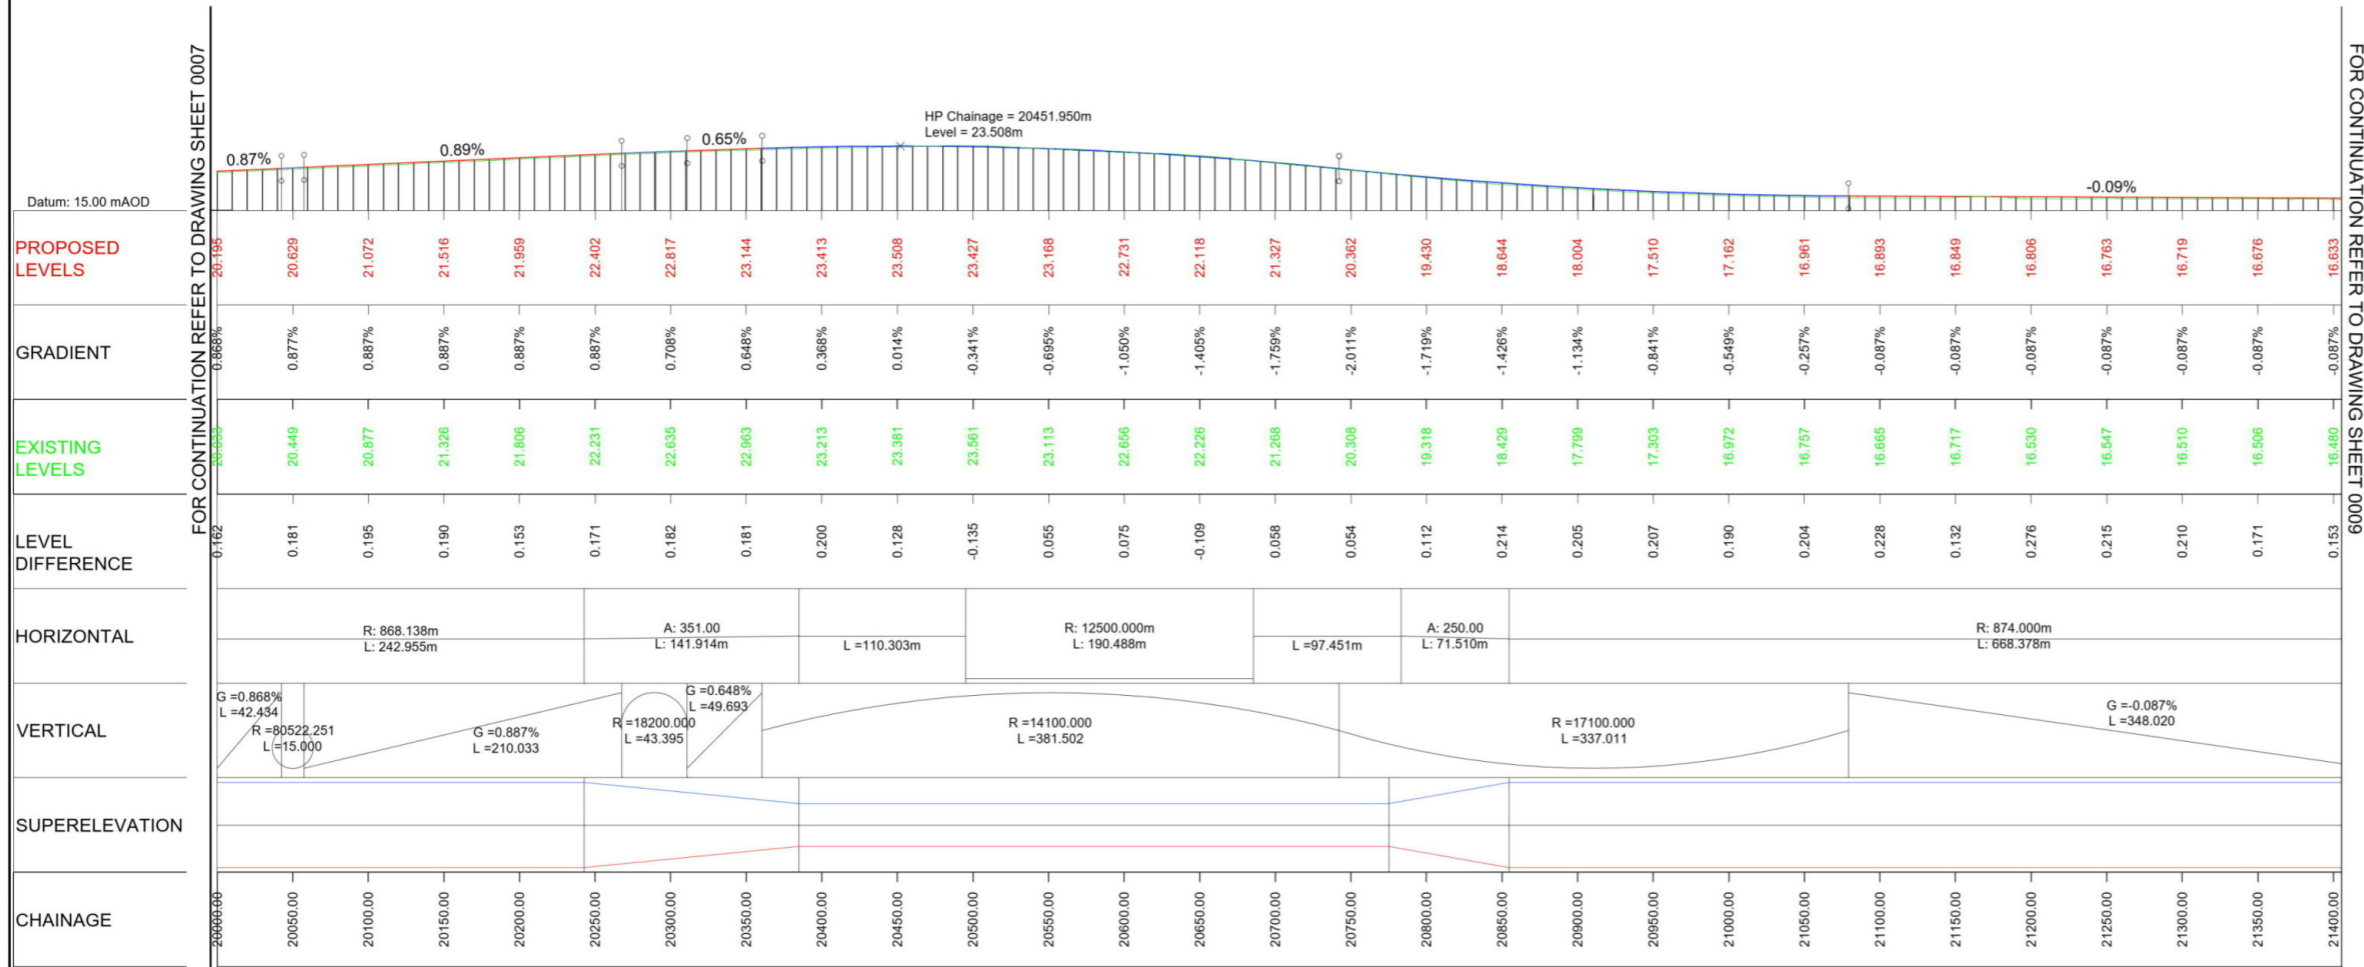 FOR CONTINUATION REFER TO DRAWING SHEET 0007
FOR CONTINUATION REFER TO DRAWING SHEET 0009
HP Chainage = 20451.950m
Level = 23.508m
0.87%
0.89%
0.65%
-0.09%
Datum: 15.00 mAOD
PROPOSED
LEVELS
20.195 20.629 21.072 21.516 21.959 22.402 22.817 23.144 23.413 23.508 23.427 23.168 22.731 22.118 21.327 20.362 19.430 18.644 18.004 17.510 17.162 16.961 16.893 16.849 16.806 16.763 16.719 16.676 16.633
GRADIENT
0.868% 0.877% 0.887% 0.887% 0.887% 0.887% 0.708% 0.648% 0.368% 0.014% -0.341% -0.695% -1.050% -1.405% -1.759% -2.011% -1.719% -1.426% -1.134% -0.841% -0.549% -0.257% -0.087% -0.087% -0.087% -0.087% -0.087% -0.087% -0.087%
EXISTING
LEVELS
20.033 20.449 20.877 21.326 21.806 22.231 22.635 22.963 23.213 23.381 23.561 23.113 22.656 22.226 21.268 20.308 19.318 18.429 17.799 17.303 16.972 16.757 16.665 16.717 16.530 16.547 16.510 16.506 16.480
LEVEL
DIFFERENCE
0.162 0.181 0.195 0.190 0.153 0.171 0.182 0.181 0.200 0.128 -0.135 0.055 0.075 -0.109 0.058 0.054 0.112 0.214 0.205 0.207 0.190 0.204 0.228 0.132 0.276 0.215 0.210 0.171 0.153
HORIZONTAL
R: 868.138m
L: 242.955m
A: 351.00
L: 141.914m
L =110.303m
R: 12500.000m
L: 190.488m
L =97.451m
A: 250.00
L: 71.510m
R: 874.000m
L: 668.378m
VERTICAL
G =0.868%
L =42.434
R =80522.251
L =15.000
G =0.887%
L =210.033
R =18200.000
L =43.395
G =0.648%
L =49.693
R =14100.000
L =381.502
R =17100.000
L =337.011
G =-0.087%
L =348.020
SUPERELEVATION
CHAINAGE
20000.00 20050.00 20100.00 20150.00 20200.00 20250.00 20300.00 20350.00 20400.00 20450.00 20500.00 20550.00 20600.00 20650.00 20700.00 20750.00 20800.00 20850.00 20900.00 20950.00 21000.00 21050.00 21100.00 21150.00 21200.00 21250.00 21300.00 21350.00 21400.00